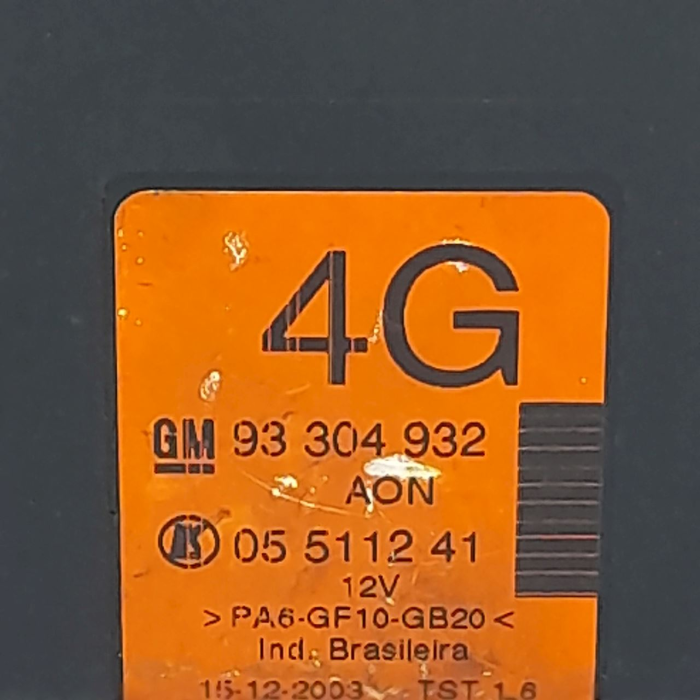 4G
GM 93 304 932
AON
AK 05 5112 41
12V
>PA6-GF10-GB20<
Ind. Brasileira
15-12-2003 TST 1.6